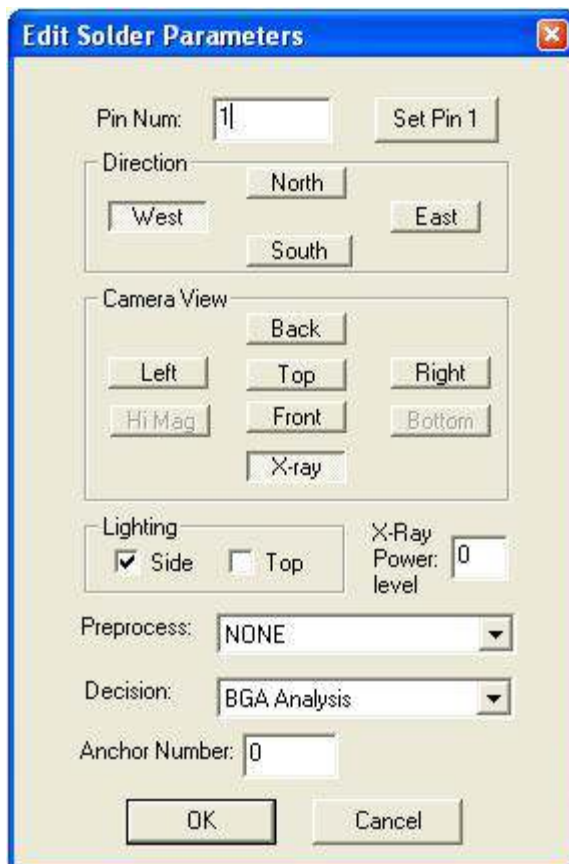 Edit Solder Parameters
Pin Num: 1 Set Pin 1
Direction
North
West East
South
Camera View
Back
Left Top Right
Hi Mag Front Bottom
X-ray
Lighting
Side Top
X-Ray
Power: 0
level
Preprocess: NONE
Decision: BGA Analysis
Anchor Number: 0
OK Cancel